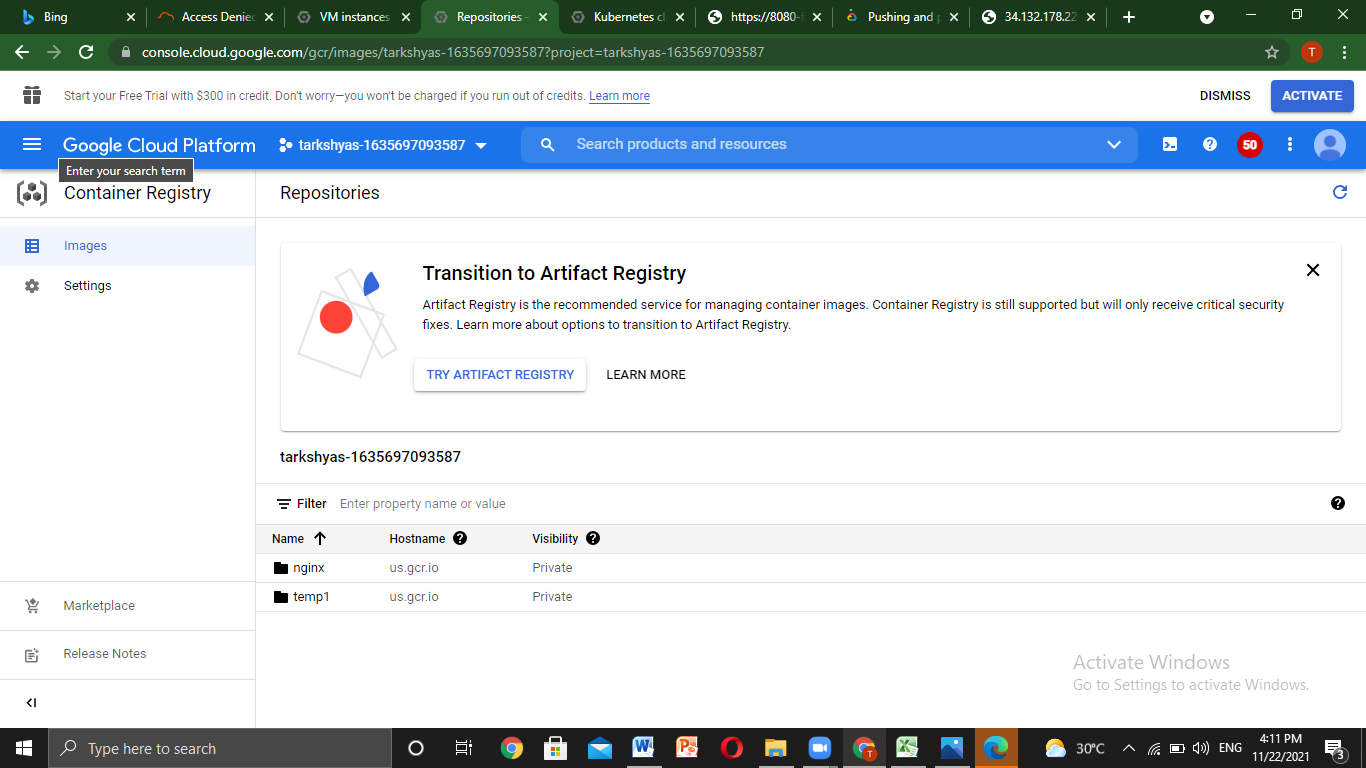 Bing
Access Denied
VM instances
Repositories –
Kubernetes cl
https://8080-
Pushing and p
34.132.178.22
console.cloud.google.com/gcr/images/tarkshyas-1635697093587?project=tarkshyas-1635697093587
T
Start your Free Trial with $300 in credit. Don't worry—you won't be charged if you run out of credits. Learn more
DISMISS
ACTIVATE
Google Cloud Platform
tarkshyas-1635697093587
Search products and resources
50
Enter your search term
Container Registry
Repositories
Images
Settings
Transition to Artifact Registry
Artifact Registry is the recommended service for managing container images. Container Registry is still supported but will only receive critical security
fixes. Learn more about options to transition to Artifact Registry.
TRY ARTIFACT REGISTRY
LEARN MORE
tarkshyas-1635697093587
Filter Enter property name or value
Name Hostname Visibility
nginx us.gcr.io Private
temp1 us.gcr.io Private
Marketplace
Release Notes
Activate Windows
Go to Settings to activate Windows.
Type here to search
30°C
ENG
4:11 PM
11/22/2021
3